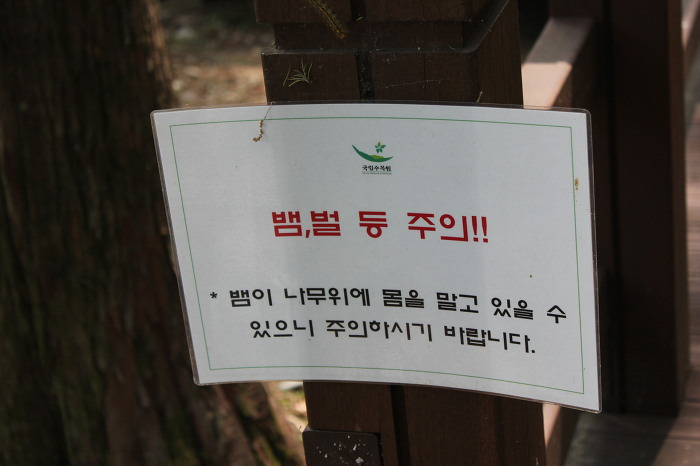 국립수목원
뱀,벌 등 주의!!
* 뱀이 나무위에 몸을 말고 있을 수
있으니 주의하시기 바랍니다.